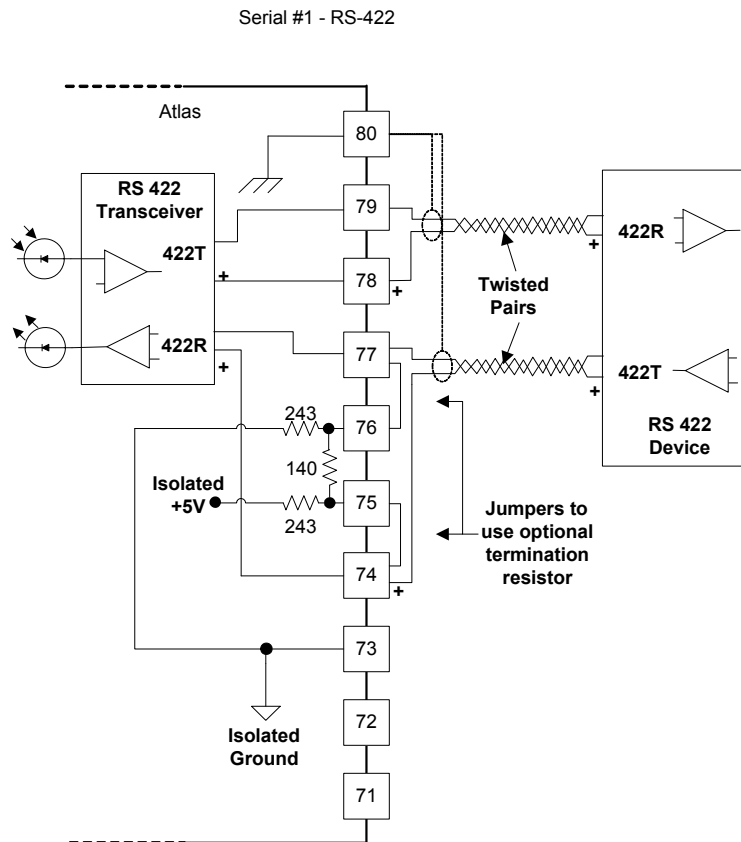 Serial #1 - RS-422
Atlas
80
RS 422
Transceiver
79
422T
422R
+
78
+
+
Twisted
Pairs
422R
77
+
422T
+
76
243
RS 422
Device
140
Isolated
+5V
75
243
Jumpers to
use optional
termination
resistor
74
+
73
72
Isolated
Ground
71